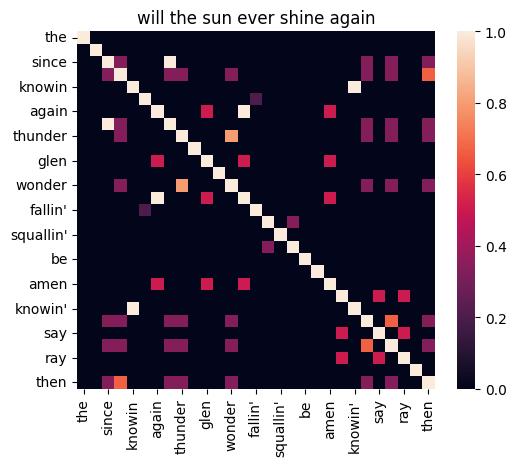 will the sun ever shine again
the
since
knowin
again
thunder
glen
wonder
fallin'
squallin'
be
amen
knowin'
say
ray
then
1.0
0.8
0.6
0.4
0.2
0.0
the
since
knowin
again
thunder
glen
wonder
fallin'
squallin'
be
amen
knowin'
say
ray
then